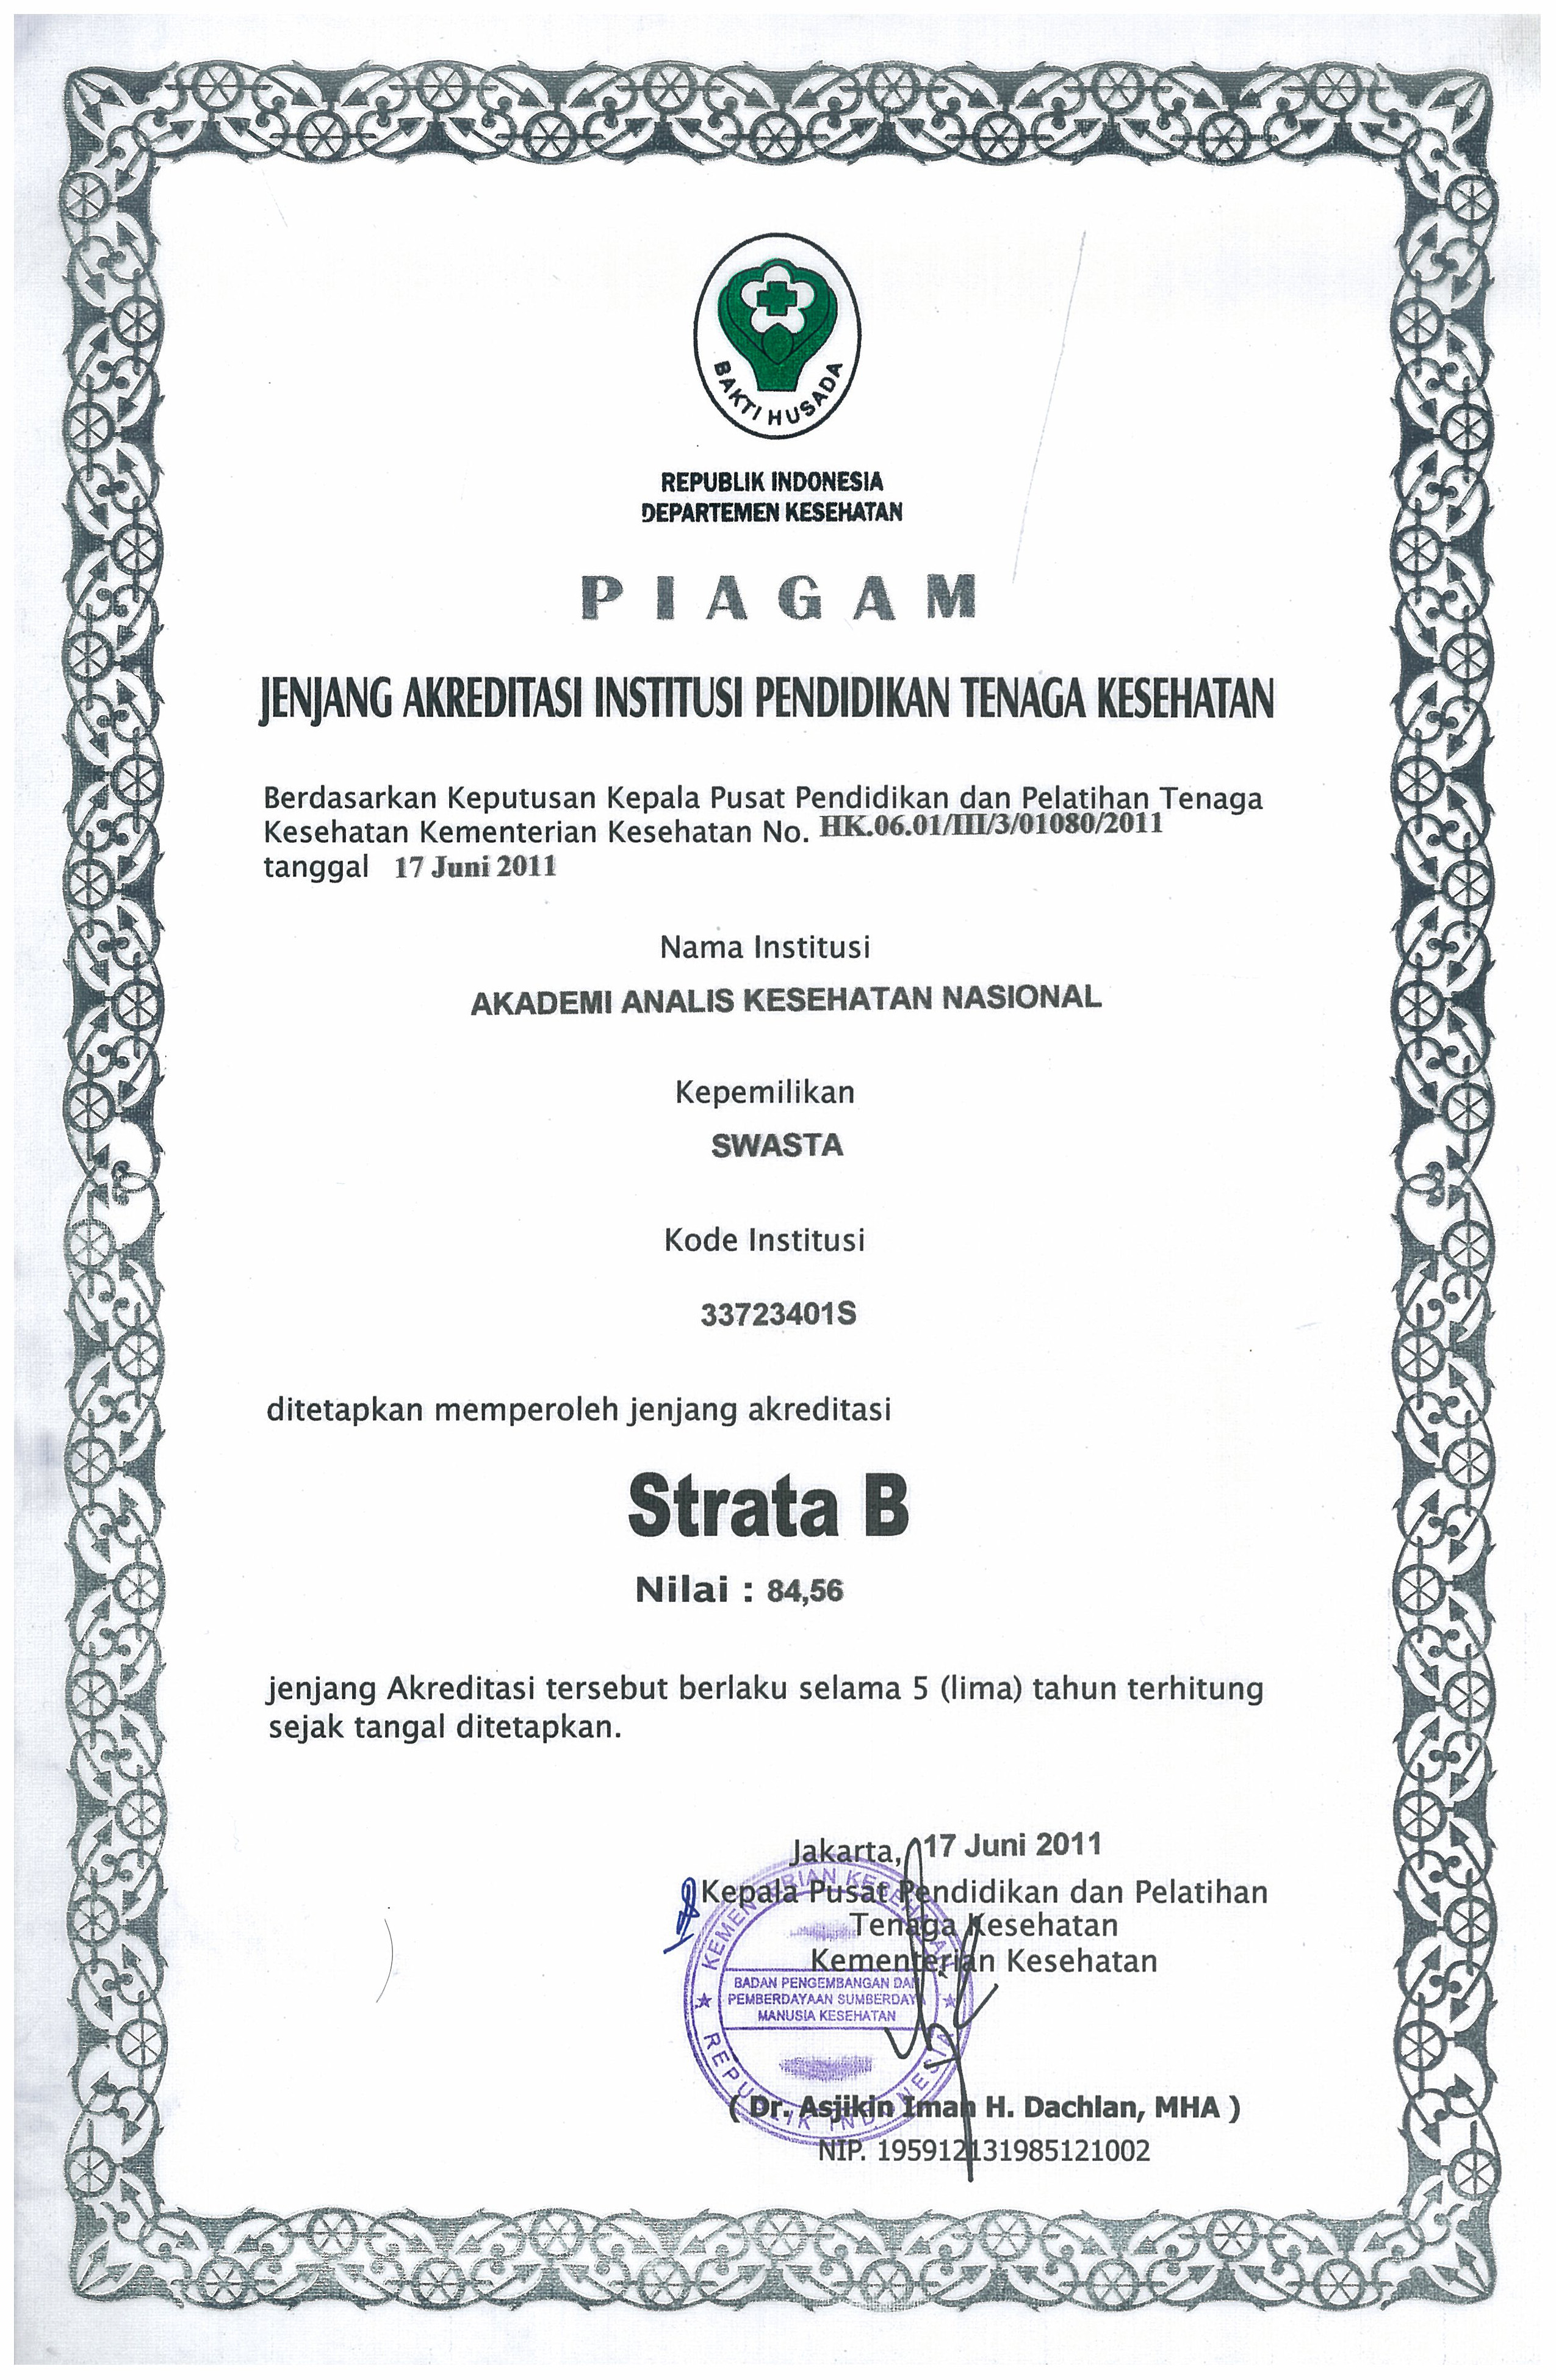 BAKTI HUSADA
REPUBLIK INDONESIA
DEPARTEMEN KESEHATAN
PIAGAM
JENJANG AKREDITASI INSTITUSI PENDIDIKAN TENAGA KESEHATAN
Berdasarkan Keputusan Kepala Pusat Pendidikan dan Pelatihan Tenaga
Kesehatan Kementerian Kesehatan No. HK.06.01/III/3/01080/2011
tanggal 17 Juni 2011
Nama Institusi
AKADEMI ANALIS KESEHATAN NASIONAL
Kepemilikan
SWASTA
Kode Institusi
33723401S
ditetapkan memperoleh jenjang akreditasi
Strata B
Nilai : 84,56
jenjang Akreditasi tersebut berlaku selama 5 (lima) tahun terhitung
sejak tangal ditetapkan.
Jakarta, 17 Juni 2011
Kepala Pusat Pendidikan dan Pelatihan
Tenaga Kesehatan
Kementerian Kesehatan
KEMENTERIAN KESEHATAN
BADAN PENGEMBANGAN DAN
PEMBERDAYAAN SUMBERDAYA
MANUSIA KESEHATAN
REPUBLIK INDONESIA
( Dr. Asjikin Iman H. Dachlan, MHA )
NIP. 195912131985121002